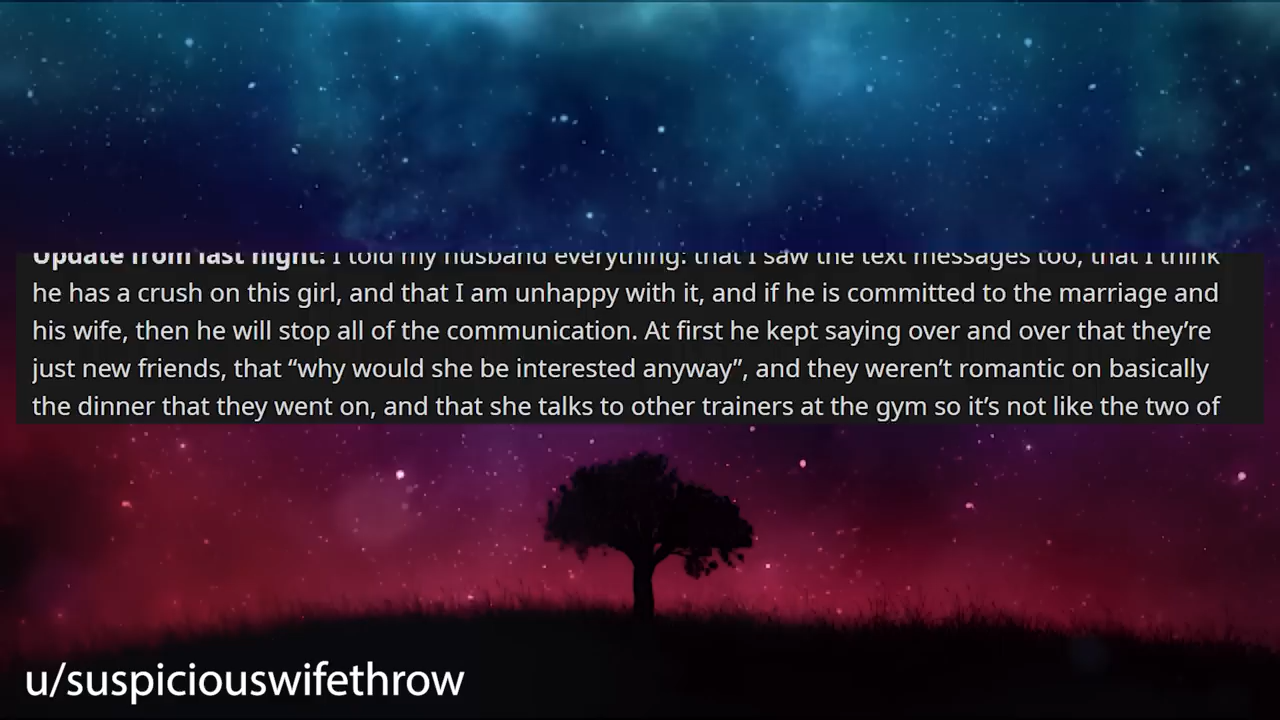 Update from last night: I told my husband everything: that I saw the text messages too, that I think
he has a crush on this girl, and that I am unhappy with it, and if he is committed to the marriage and
his wife, then he will stop all of the communication. At first he kept saying over and over that they’re
just new friends, that “why would she be interested anyway”, and they weren’t romantic on basically
the dinner that they went on, and that she talks to other trainers at the gym so it’s not like the two of
u/suspiciouswifethrow